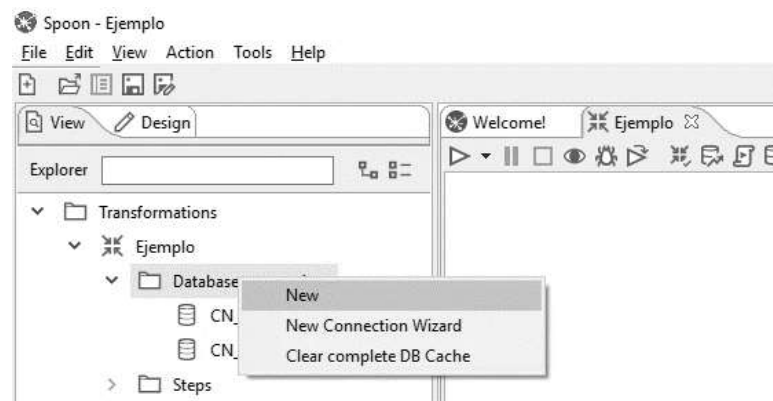 Spoon - Ejemplo
File Edit View Action Tools Help
View Design
Welcome! Ejemplo
Explorer
Transformations
Ejemplo
Database
New
CN_
New Connection Wizard
CN_
Clear complete DB Cache
Steps